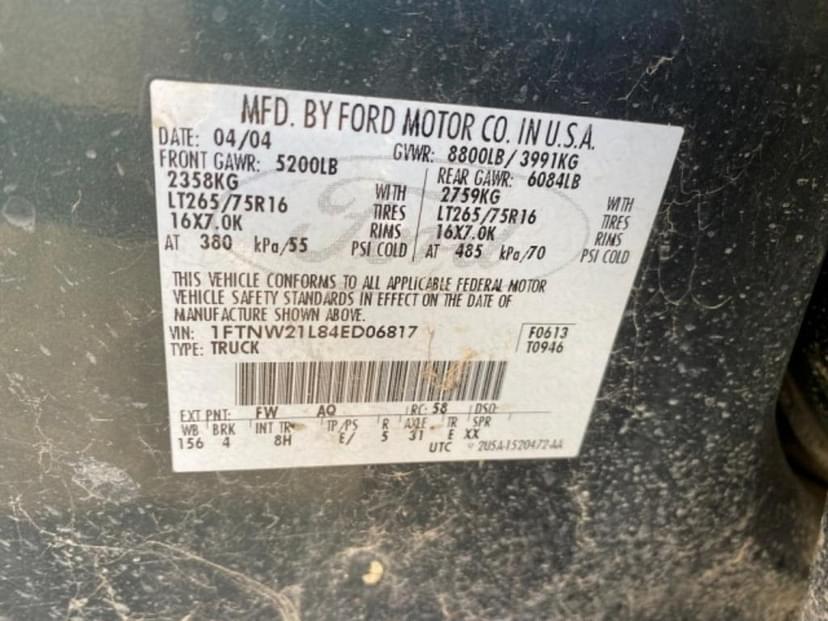 MFD. BY FORD MOTOR CO. IN U.S.A.
DATE: 04/04 GVWR: 8800LB/3991KG
FRONT GAWR: 5200LB REAR GAWR: 6084LB
2358KG WITH 2759KG WITH
LT265/75R16 TIRES LT265/75R16 TIRES
16X7.0K RIMS 16X7.0K RIMS
AT 380 kPa/55 PSI COLD AT 485 kPa/70 PSI COLD
THIS VEHICLE CONFORMS TO ALL APPLICABLE FEDERAL MOTOR
VEHICLE SAFETY STANDARDS IN EFFECT ON THE DATE OF
MANUFACTURE SHOWN ABOVE.
VIN: 1FTNW21L84ED06817 F0613
TYPE: TRUCK T0946
EXT PNT: FW AQ RC: 58 DSO:
WB BRK INT TR TP/PS R AXLE TR SPR
156 4 8H E/ 5 31 E XX
UTC 2U5A-1520472-AA
Ford